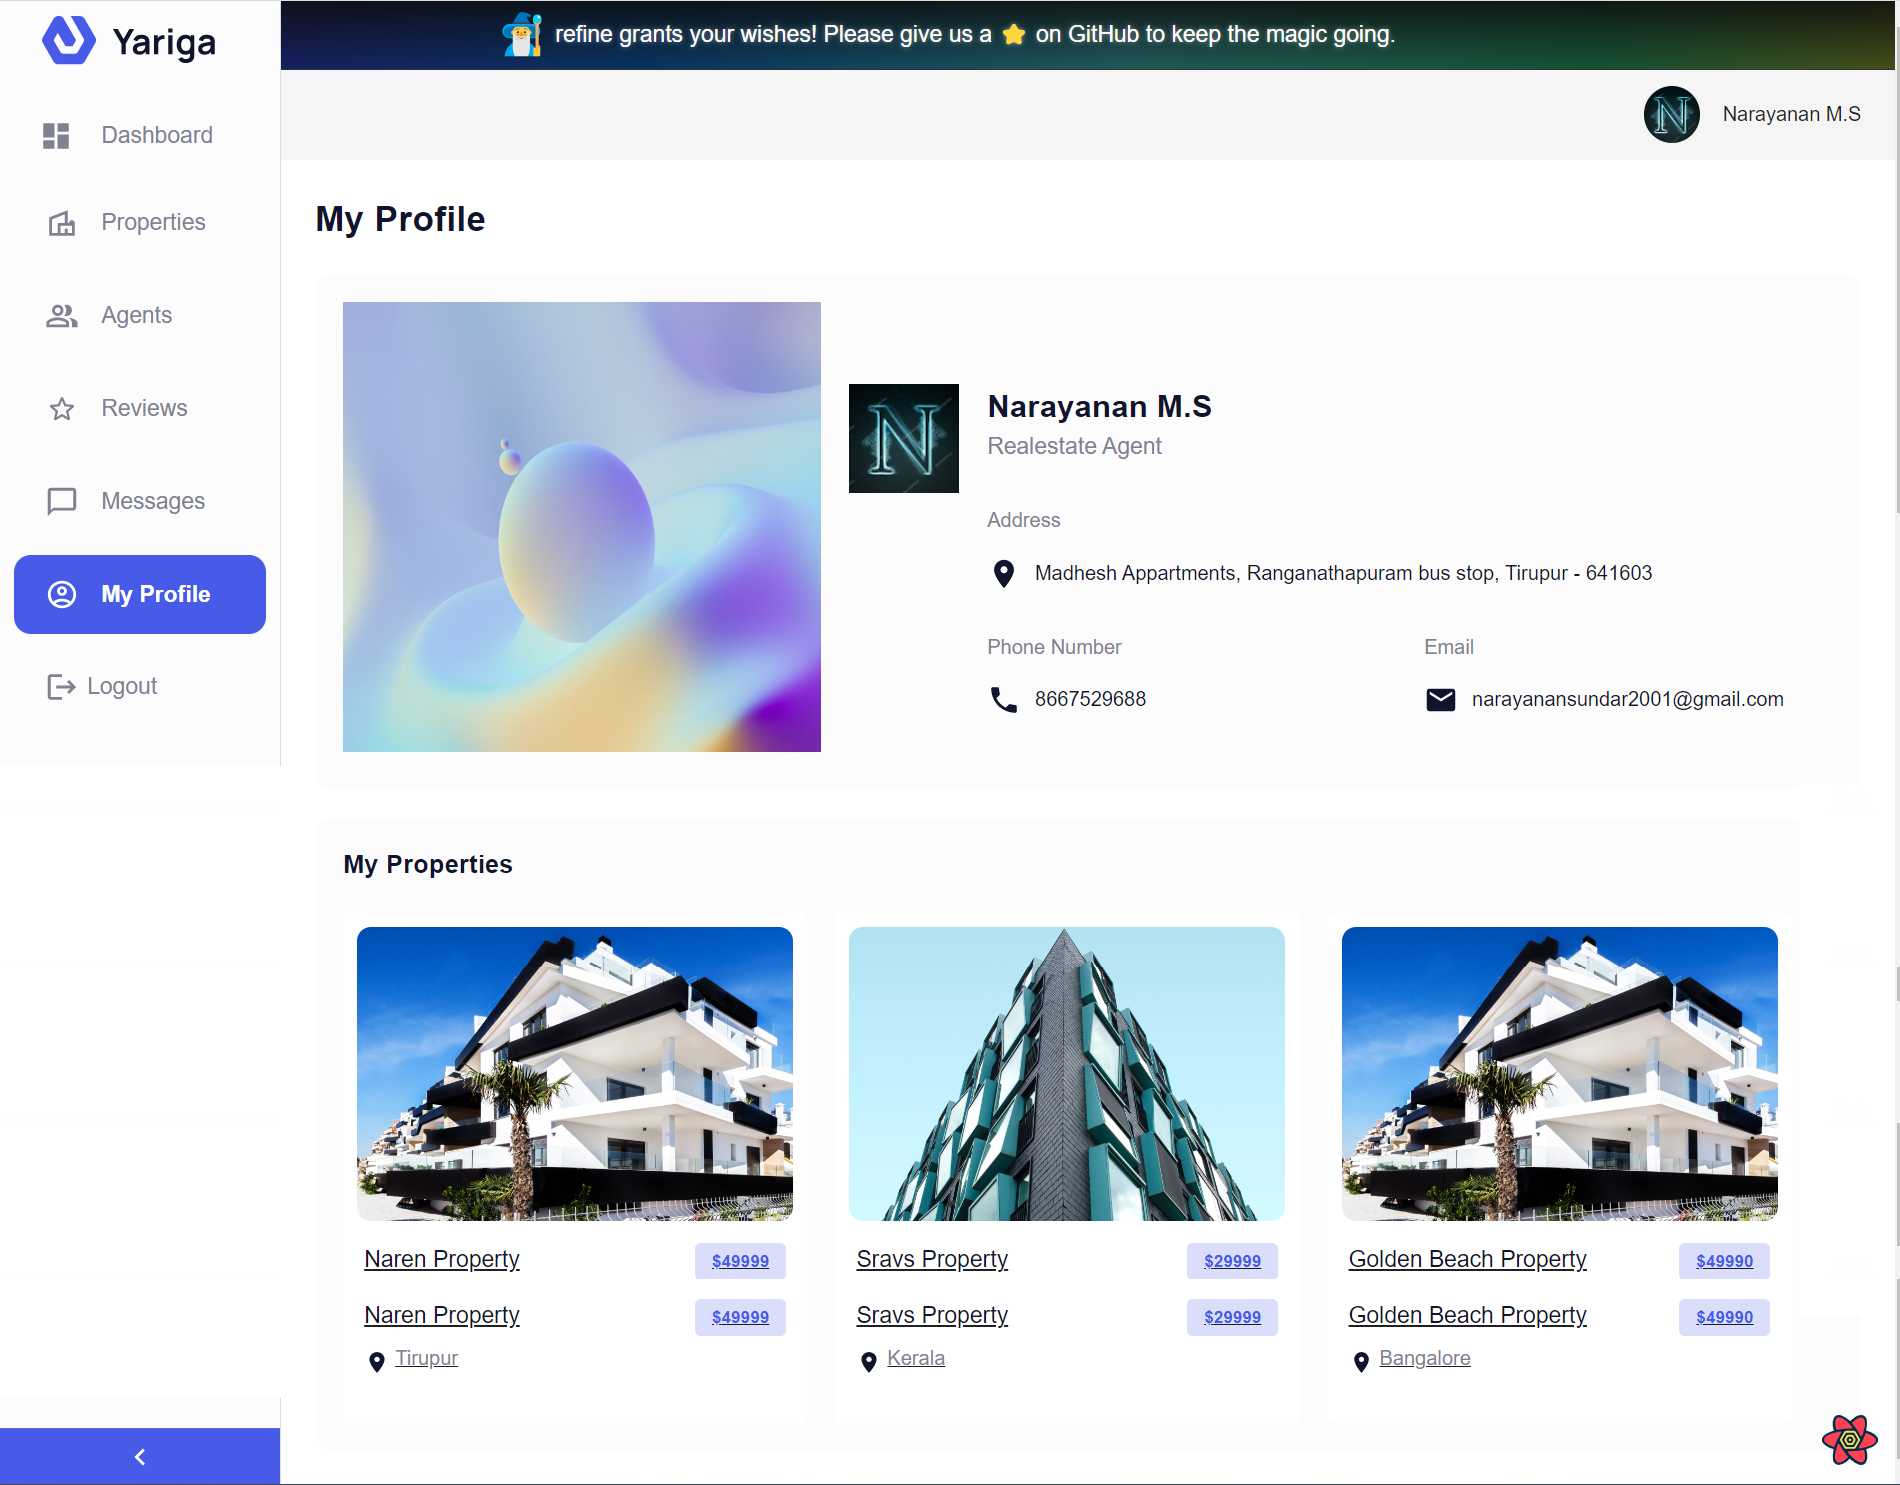 Yariga
refine grants your wishes! Please give us a ⭐ on GitHub to keep the magic going.
N
Narayanan M.S
Dashboard
Properties
Agents
Reviews
Messages
My Profile
Logout
My Profile
N
Narayanan M.S
Realestate Agent
Address
Madhesh Appartments, Ranganathapuram bus stop, Tirupur - 641603
Phone Number
Email
8667529688
narayanansundar2001@gmail.com
My Properties
Naren Property
$49999
Naren Property
$49999
Tirupur
Sravs Property
$29999
Sravs Property
$29999
Kerala
Golden Beach Property
$49990
Golden Beach Property
$49990
Bangalore